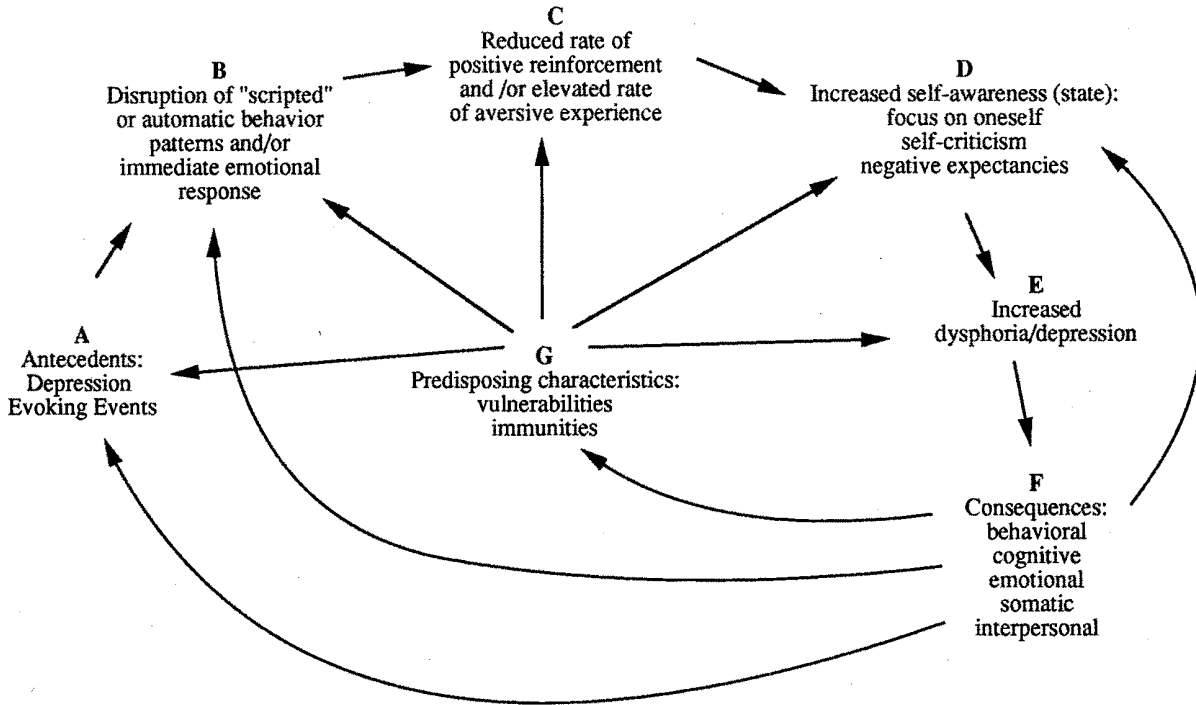 A
Antecedents:
Depression
Evoking Events
B
Disruption of "scripted"
or automatic behavior
patterns and/or
immediate emotional
response
C
Reduced rate of
positive reinforcement
and /or elevated rate
of aversive experience
D
Increased self-awareness (state):
focus on oneself
self-criticism
negative expectancies
E
Increased
dysphoria/depression
F
Consequences:
behavioral
cognitive
emotional
somatic
interpersonal
G
Predisposing characteristics:
vulnerabilities
immunities